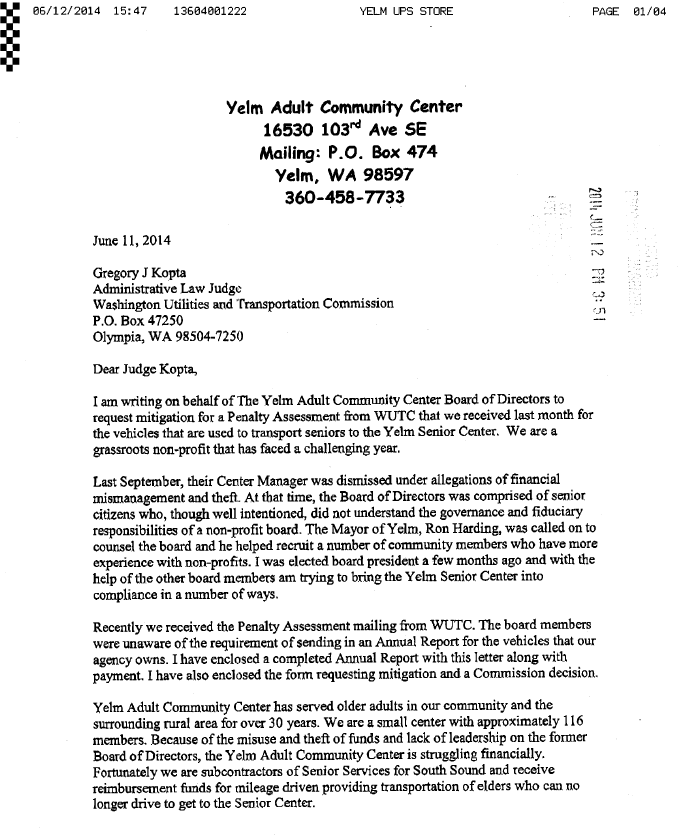 06/12/2014 15:47 13604001222 YELM UPS STORE PAGE 01/04
Yelm Adult Community Center
16530 103rd Ave SE
Mailing: P.O. Box 474
Yelm, WA 98597
360-458-7733
2014 JUN 12 PM 3:51
June 11, 2014
Gregory J Kopta
Administrative Law Judge
Washington Utilities and Transportation Commission
P.O. Box 47250
Olympia, WA 98504-7250
Dear Judge Kopta,
I am writing on behalf of The Yelm Adult Community Center Board of Directors to
request mitigation for a Penalty Assessment from WUTC that we received last month for
the vehicles that are used to transport seniors to the Yelm Senior Center. We are a
grassroots non-profit that has faced a challenging year.
Last September, their Center Manager was dismissed under allegations of financial
mismanagement and theft. At that time, the Board of Directors was comprised of senior
citizens who, though well intentioned, did not understand the governance and fiduciary
responsibilities of a non-profit board. The Mayor of Yelm, Ron Harding, was called on to
counsel the board and he helped recruit a number of community members who have more
experience with non-profits. I was elected board president a few months ago and with the
help of the other board members am trying to bring the Yelm Senior Center into
compliance in a number of ways.
Recently we received the Penalty Assessment mailing from WUTC. The board members
were unaware of the requirement of sending in an Annual Report for the vehicles that our
agency owns. I have enclosed a completed Annual Report with this letter along with
payment. I have also enclosed the form requesting mitigation and a Commission decision.
Yelm Adult Community Center has served older adults in our community and the
surrounding rural area for over 30 years. We are a small center with approximately 116
members. Because of the misuse and theft of funds and lack of leadership on the former
Board of Directors, the Yelm Adult Community Center is struggling financially.
Fortunately we are subcontractors of Senior Services for South Sound and receive
reimbursement funds for mileage driven providing transportation of elders who can no
longer drive to get to the Senior Center.